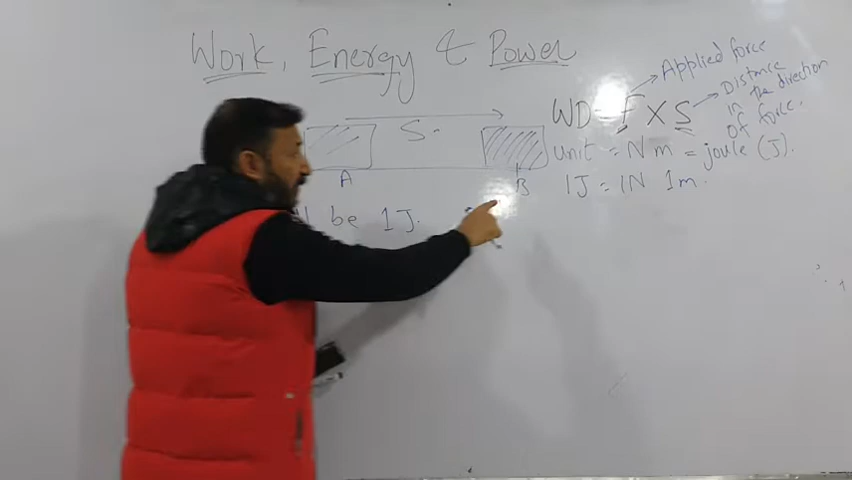 Work, Energy & Power
Applied force
WD = F X S
Distance
in the direction
of force.
S
A
B
unit = N m = joule (J).
1J = 1N 1m.
be 1J.